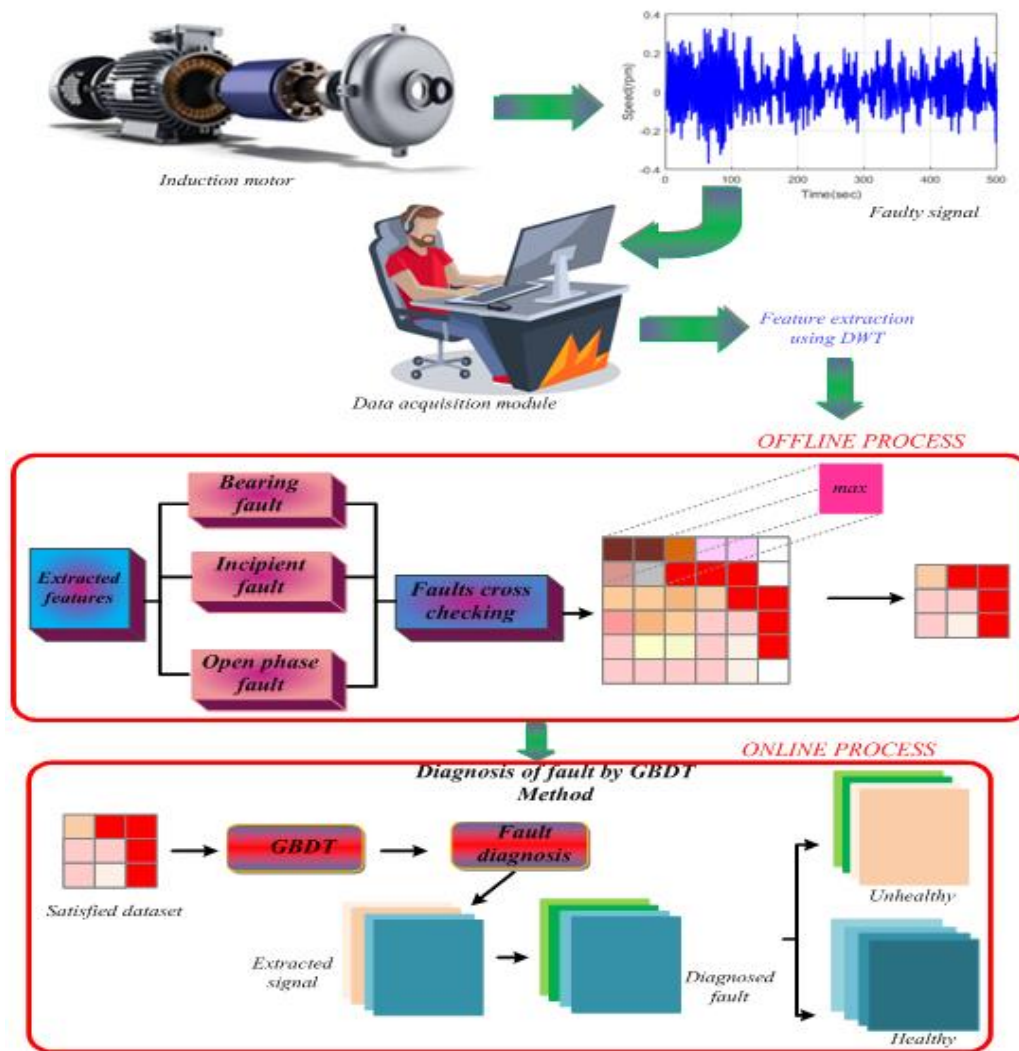 Induction motor
0.4
0.2
0
-0.2
-0.4
Speed(rpm)
0
100
200
300
400
500
Time(sec)
Faulty signal
Data acquisition module
Feature extraction
using DWT
OFFLINE PROCESS
Extracted
features
Bearing
fault
Incipient
fault
Open phase
fault
Faults cross
checking
max
ONLINE PROCESS
Diagnosis of fault by GBDT
Method
Satisfied dataset
GBDT
Fault
diagnosis
Extracted
signal
Diagnosed
fault
Unhealthy
Healthy